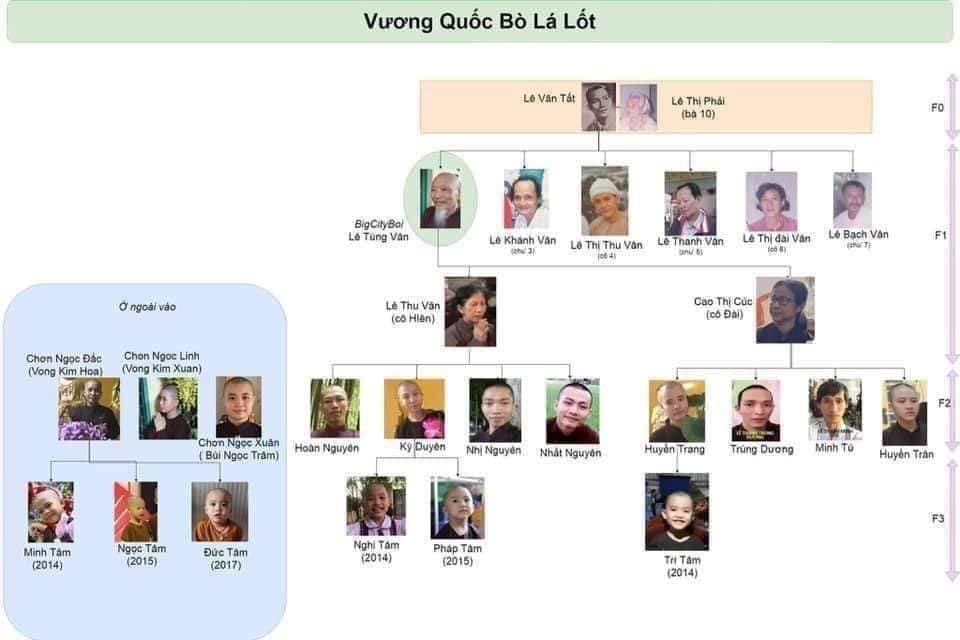 Vương Quốc Bò Lá Lốt
Lê Văn Tất
Lê Thị Phải
(bà 10)
F0
BigCityBoi
Lê Tùng Vân
Lê Khánh Vân
(chú 3)
Lê Thị Thu Vân
(cô 4)
Lê Thanh Vân
(chú 5)
Lê Thị đài Vân
(cô 6)
Lê Bạch Vân
(chú 7)
F1
Lê Thu Vân
(cô Hiên)
Cao Thị Cúc
(cô Đài)
Ở ngoài vào
Chơn Ngọc Đắc
(Vong Kim Hoa)
Chơn Ngoc Linh
(Vong Kim Xuan)
Chơn Ngọc Xuân
( Bùi Ngọc Trâm)
Hoàn Nguyên
Kỳ Duyên
Nhị Nguyên
Nhất Nguyên
Huyền Trang
Trùng Dương
Minh Tú
Huyền Trân
F2
Minh Tâm
(2014)
Ngọc Tâm
(2015)
Đức Tâm
(2017)
Nghi Tâm
(2014)
Pháp Tâm
(2015)
Trí Tâm
(2014)
F3